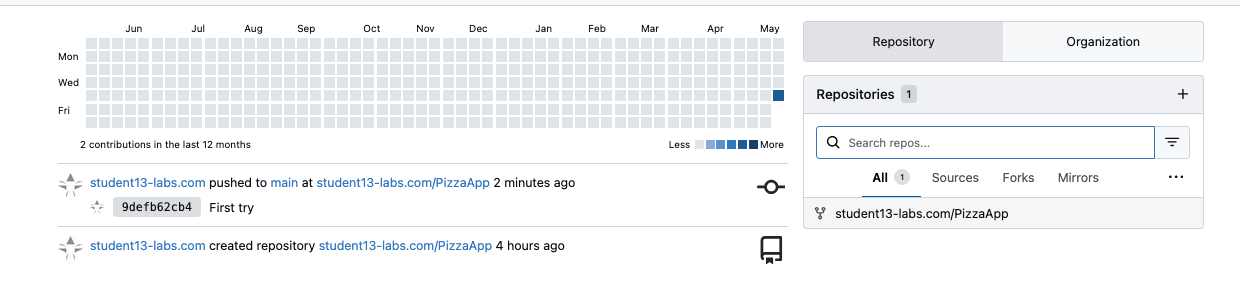 Jun Jul Aug Sep Oct Nov Dec Jan Feb Mar Apr May
Mon
Wed
Fri
2 contributions in the last 12 months
Less More
student13-labs.com pushed to main at student13-labs.com/PizzaApp 2 minutes ago
9defb62cb4 First try
student13-labs.com created repository student13-labs.com/PizzaApp 4 hours ago
Repository Organization
Repositories 1
Search repos...
All 1 Sources Forks Mirrors
student13-labs.com/PizzaApp